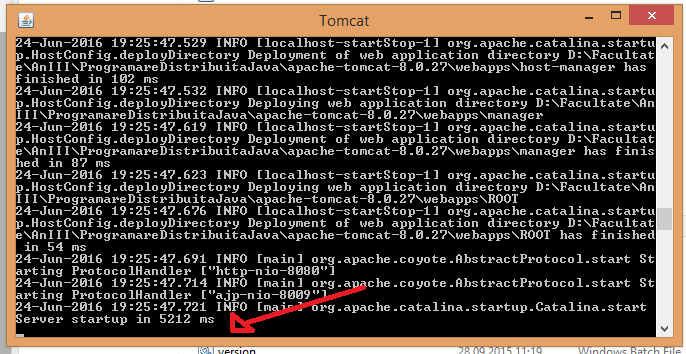 Tomcat
24-Jun-2016 19:25:47.529 INFO [localhost-startStop-1] org.apache.catalina.startu
p.HostConfig.deployDirectory Deployment of web application directory D:\Facultat
e\AnIII\ProgramareDistribuitaJava\apache-tomcat-8.0.27\webapps\host-manager has
finished in 102 ms
24-Jun-2016 19:25:47.532 INFO [localhost-startStop-1] org.apache.catalina.startu
p.HostConfig.deployDirectory Deploying web application directory D:\Facultate\An
III\ProgramareDistribuitaJava\apache-tomcat-8.0.27\webapps\manager
24-Jun-2016 19:25:47.619 INFO [localhost-startStop-1] org.apache.catalina.startu
p.HostConfig.deployDirectory Deployment of web application directory D:\Facultat
e\AnIII\ProgramareDistribuitaJava\apache-tomcat-8.0.27\webapps\manager has finis
hed in 87 ms
24-Jun-2016 19:25:47.623 INFO [localhost-startStop-1] org.apache.catalina.startu
p.HostConfig.deployDirectory Deploying web application directory D:\Facultate\An
III\ProgramareDistribuitaJava\apache-tomcat-8.0.27\webapps\ROOT
24-Jun-2016 19:25:47.676 INFO [localhost-startStop-1] org.apache.catalina.startu
p.HostConfig.deployDirectory Deployment of web application directory D:\Facultat
e\AnIII\ProgramareDistribuitaJava\apache-tomcat-8.0.27\webapps\ROOT has finished
in 54 ms
24-Jun-2016 19:25:47.691 INFO [main] org.apache.coyote.AbstractProtocol.start St
arting ProtocolHandler ["http-nio-8080"]
24-Jun-2016 19:25:47.714 INFO [main] org.apache.coyote.AbstractProtocol.start St
arting ProtocolHandler ["ajp-nio-8009"]
24-Jun-2016 19:25:47.721 INFO [main] org.apache.catalina.startup.Catalina.start
Server startup in 5212 ms
version 28.09.2015 11:19 Windows Batch File